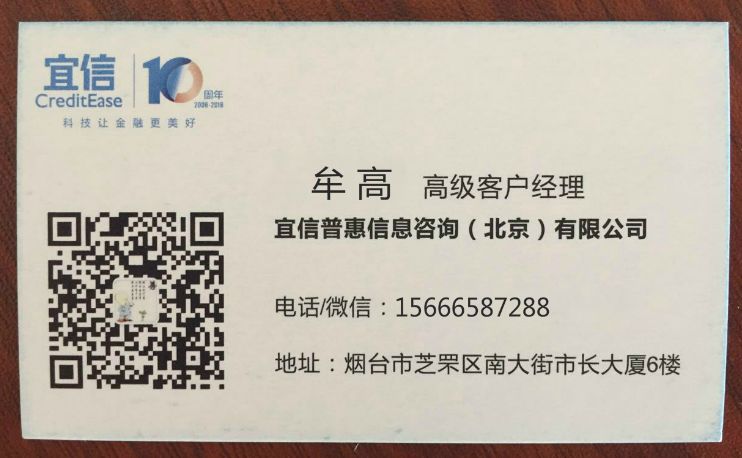 宜信
CreditEase
10周年
2006-2016
科技让金融更美好
牟高 高级客户经理
宜信普惠信息咨询（北京）有限公司
电话/微信：15666587288
地址：烟台市芝罘区南大街市长大厦6楼